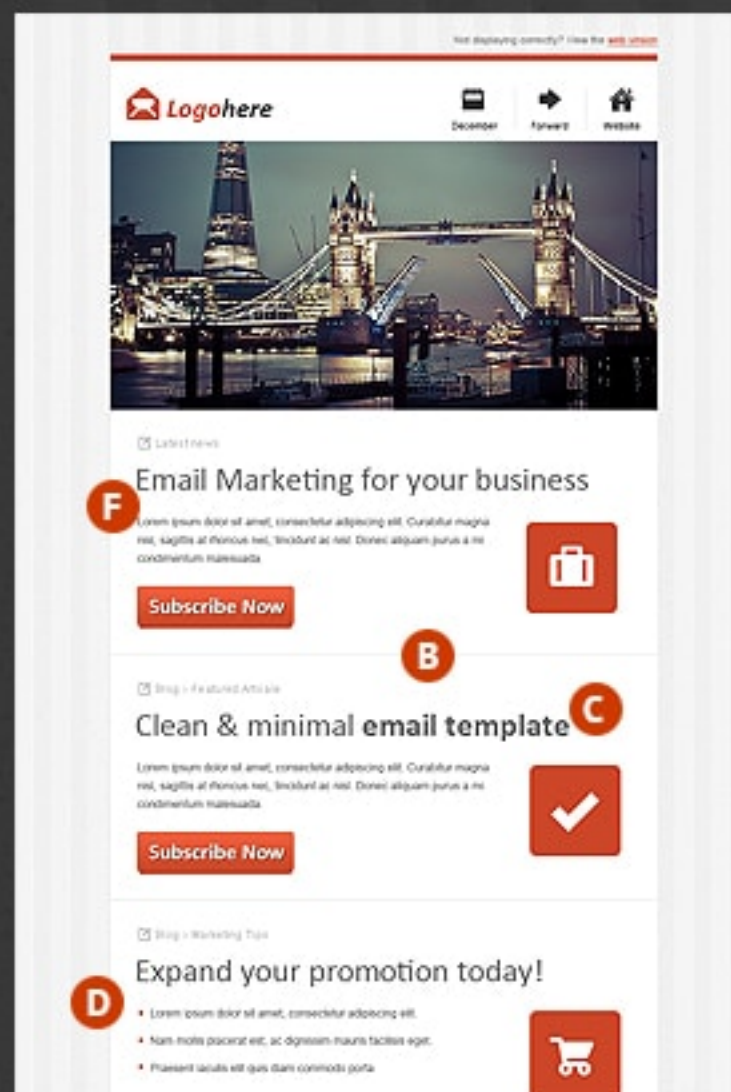 Not displaying correctly? View the web version
Logohere
December
Forward
Website
Latest news
Email Marketing for your business
F
Lorem ipsum dolor sit amet, consectetur adipiscing elit. Curabitur magna
nisl, sagittis at rhoncus nec, tincidunt ac nisl. Donec aliquam purus a mi
condimentum malesuada
Subscribe Now
B
Blog > Featured Articale
C
Clean & minimal email template
Lorem ipsum dolor sit amet, consectetur adipiscing elit. Curabitur magna
nisl, sagittis at rhoncus nec, tincidunt ac nisl. Donec aliquam purus a mi
condimentum malesuada
Subscribe Now
Blog > Marketing Tips
Expand your promotion today!
D
Lorem ipsum dolor sit amet, consectetur adipiscing elit.
Nam mollis placerat est, ac dignissim mauris facilisis eget.
Praesent iaculis elit quis diam commodo porta